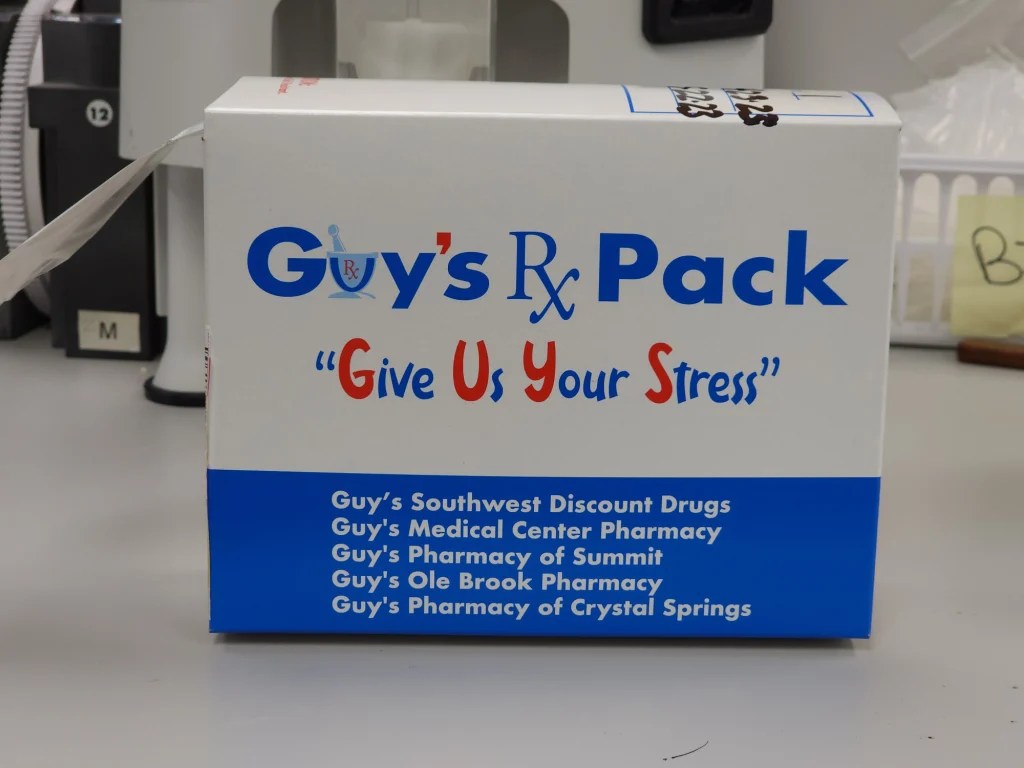 12
Guy's Rx Pack
Rx
“Give Us Your Stress”
M
Guy's Southwest Discount Drugs
Guy's Medical Center Pharmacy
Guy's Pharmacy of Summit
Guy's Ole Brook Pharmacy
Guy's Pharmacy of Crystal Springs